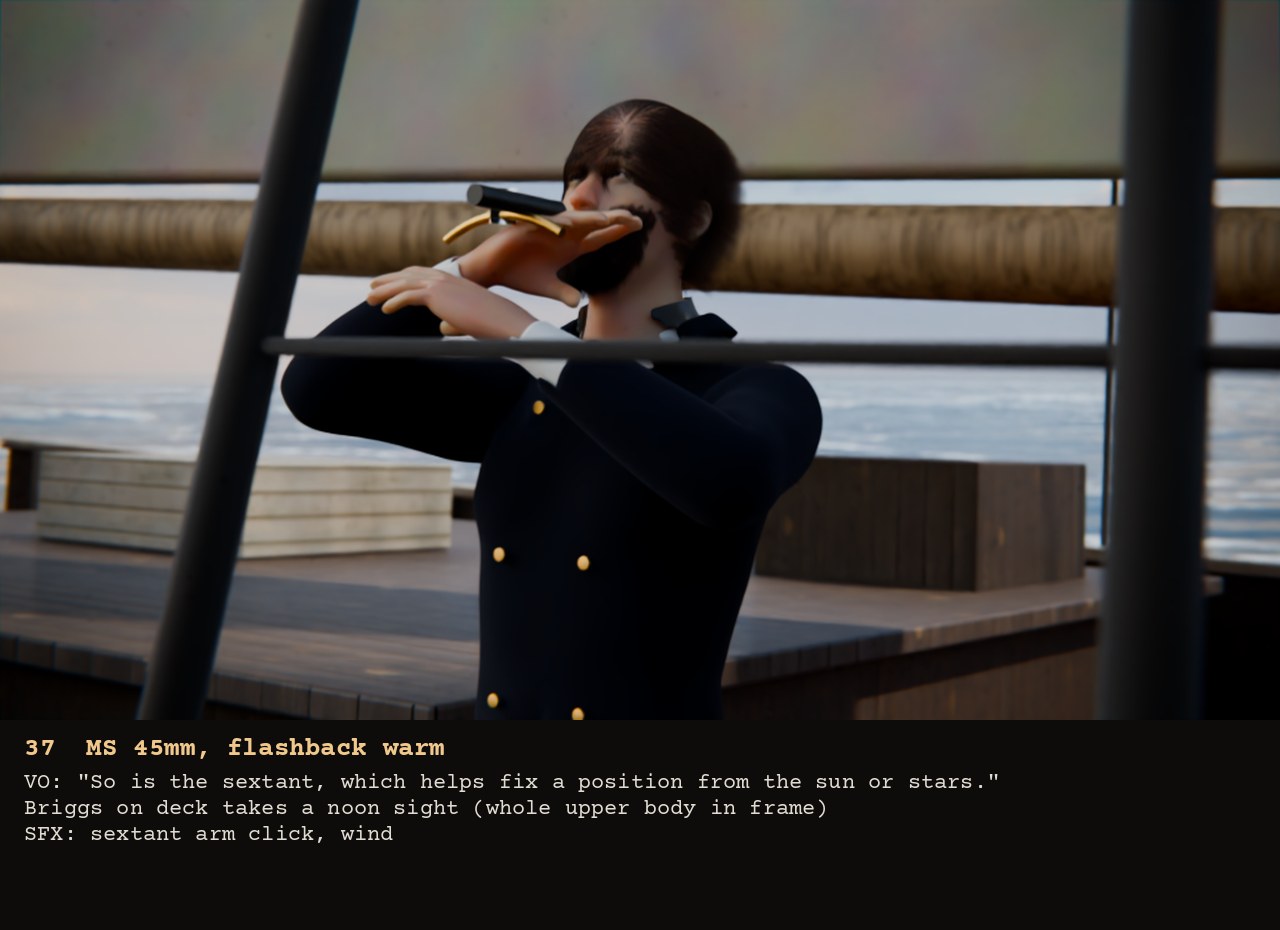 37 MS 45mm, flashback warm
VO: "So is the sextant, which helps fix a position from the sun or stars."
Briggs on deck takes a noon sight (whole upper body in frame)
SFX: sextant arm click, wind